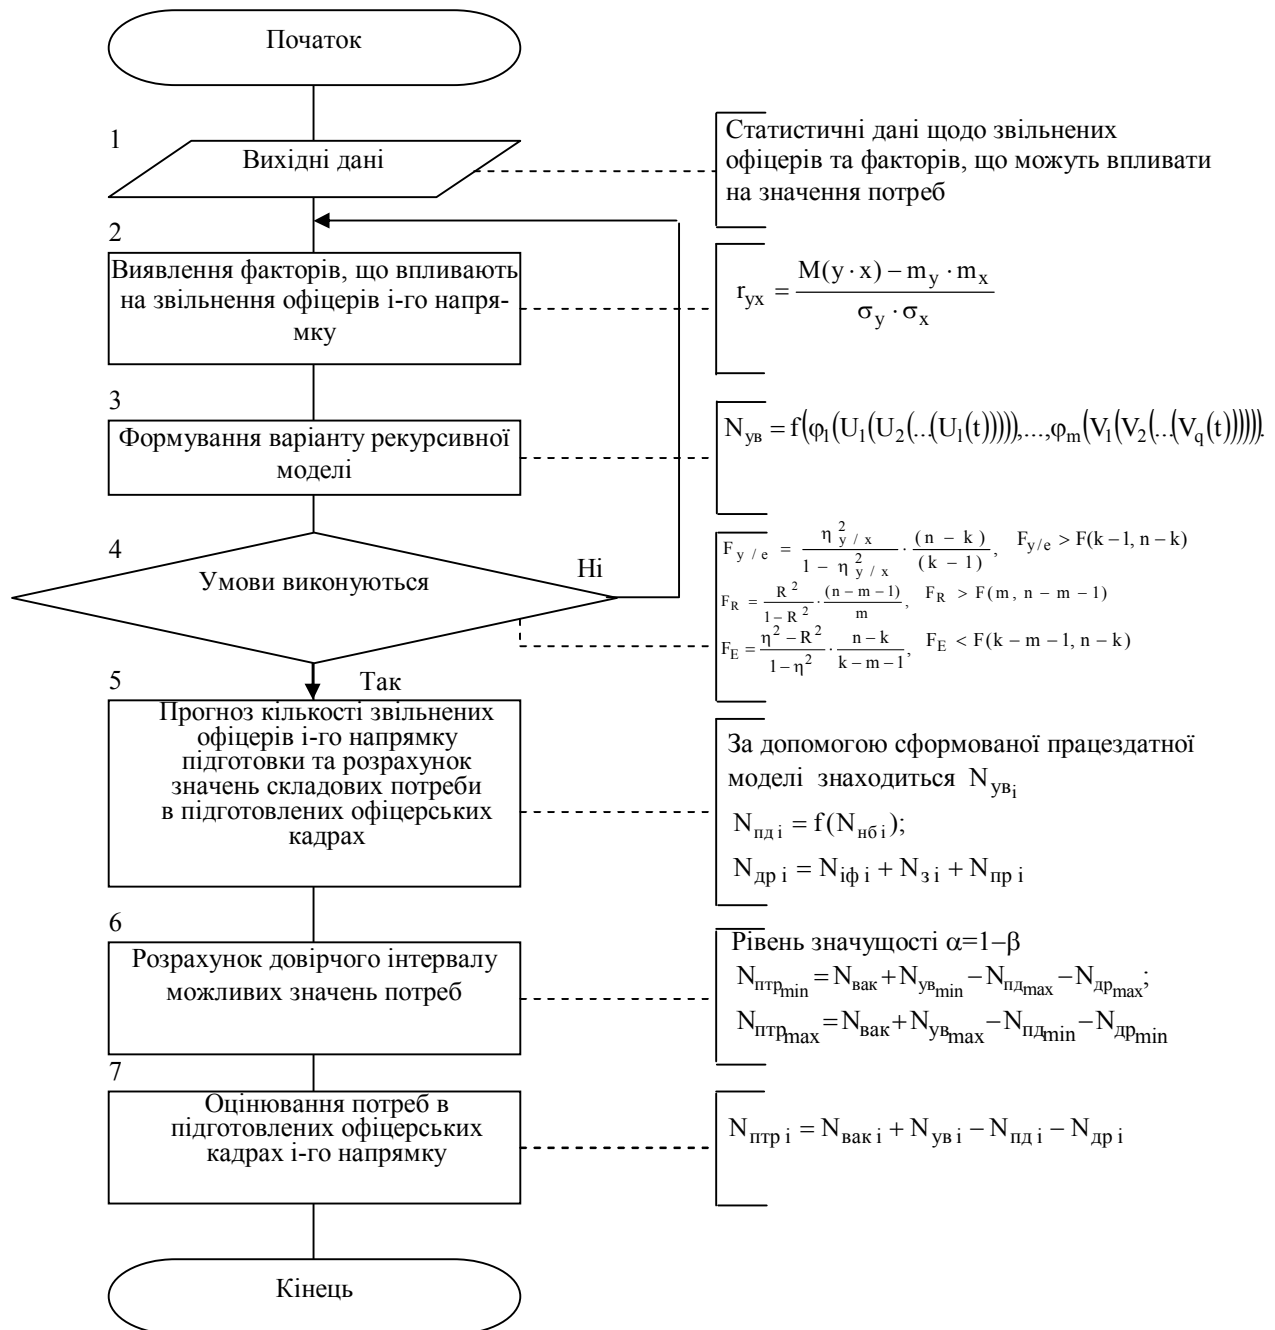 Початок
1
Вихідні дані
Статистичні дані щодо звільнених
офіцерів та факторів, що можуть впливати
на значення потреб
2
Виявлення факторів, що впливають
на звільнення офіцерів і-го напря-
мку
r_yx = (M(y · x) − m_y · m_x) / (σ_y · σ_x)
3
Формування варіанту рекурсивної
моделі
N_ув = f(φ₁(U₁(U₂(...(U₁(t))))),...,φ_m(V₁(V₂(...(V_q(t)))))).
4
Умови виконуються
Ні
F_y/e = η²_y/x / (1 − η²_y/x) · (n − k) / (k − 1), F_y/e > F(k−1, n−k)
F_R = R² / (1−R²) · (n−m−1) / m, F_R > F(m, n−m−1)
F_E = (η²−R²) / (1−η²) · (n−k) / (k−m−1), F_E < F(k−m−1, n−k)
Так
5
Прогноз кількості звільнених
офіцерів і-го напрямку
підготовки та розрахунок
значень складових потреби
в підготовлених офіцерських
кадрах
За допомогою сформованої працездатної
моделі знаходиться N_ув_i
N_пд i = f(N_нб i);
N_др i = N_іф i + N_з i + N_пр i
6
Розрахунок довірчого інтервалу
можливих значень потреб
Рівень значущості α=1–β
N_птр_min = N_вак + N_ув_min − N_пд_max − N_др_max;
N_птр_max = N_вак + N_ув_max − N_пд_min − N_др_min
7
Оцінювання потреб в
підготовлених офіцерських
кадрах і-го напрямку
N_птр i = N_вак i + N_ув i − N_пд i − N_др i
Кінець